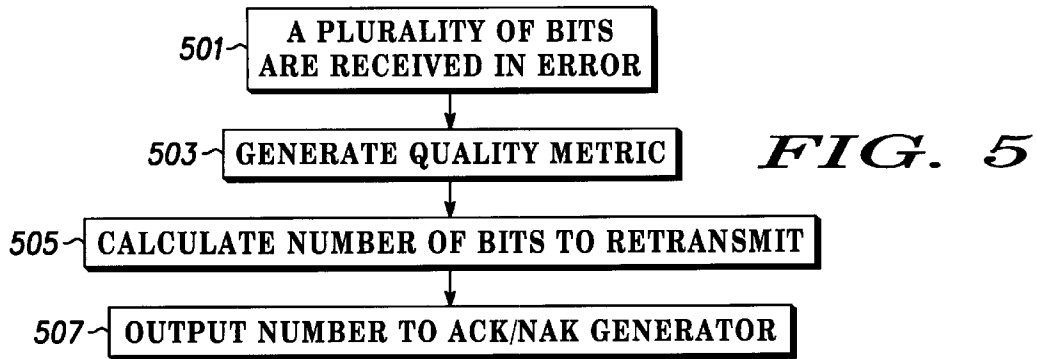 501 A PLURALITY OF BITS
ARE RECEIVED IN ERROR
503 GENERATE QUALITY METRIC
FIG. 5
505 CALCULATE NUMBER OF BITS TO RETRANSMIT
507 OUTPUT NUMBER TO ACK/NAK GENERATOR